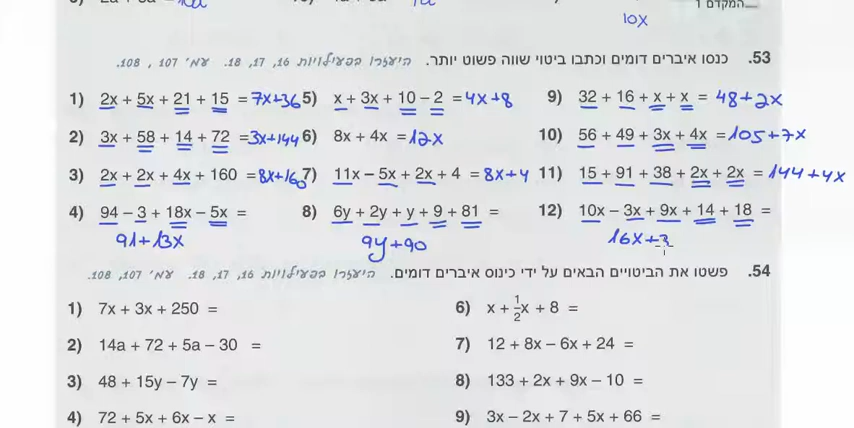 10x
53. כנסו איברים דומים וכתבו ביטוי שווה פשוט יותר. היעזרו בפעילויות 16, 17, 18. עמ' 107, 108.
1) 2x + 5x + 21 + 15 = 7x+36 5) x + 3x + 10 − 2 = 4x+8 9) 32 + 16 + x + x = 48+2x
2) 3x + 58 + 14 + 72 = 3x+144 6) 8x + 4x = 12x 10) 56 + 49 + 3x + 4x = 105+7x
3) 2x + 2x + 4x + 160 = 8x+160 7) 11x − 5x + 2x + 4 = 8x+4 11) 15 + 91 + 38 + 2x + 2x = 144+4x
4) 94 − 3 + 18x − 5x = 8) 6y + 2y + y + 9 + 81 = 12) 10x − 3x + 9x + 14 + 18 =
91+13x 9y+90 16x+3
54. פשטו את הביטויים הבאים על ידי כינוס איברים דומים. היעזרו בפעילויות 16, 17, 18. עמ' 107, 108.
1) 7x + 3x + 250 = 6) x + 1/2x + 8 =
2) 14a + 72 + 5a − 30 = 7) 12 + 8x − 6x + 24 =
3) 48 + 15y − 7y = 8) 133 + 2x + 9x − 10 =
4) 72 + 5x + 6x − x = 9) 3x − 2x + 7 + 5x + 66 =